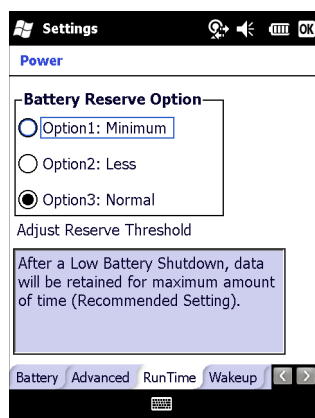 Settings
OK
Power
Battery Reserve Option
Option1: Minimum
Option2: Less
Option3: Normal
Adjust Reserve Threshold
After a Low Battery Shutdown, data
will be retained for maximum amount
of time (Recommended Setting).
Battery Advanced RunTime Wakeup